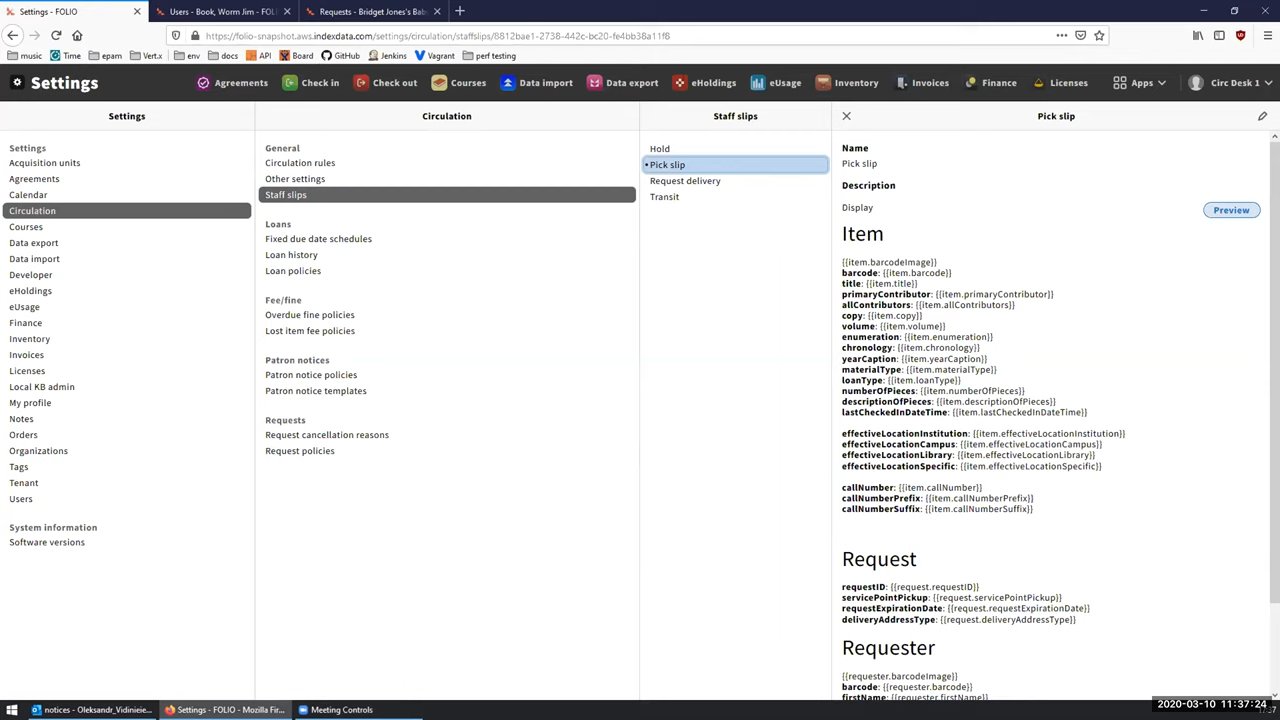 Settings - FOLIO
Users - Book, Worm Jim - FOLI
Requests - Bridget Jones's Bab
https://folio-snapshot.aws.indexdata.com/settings/circulation/staffslips/8812bae1-2738-442c-bc20-fe4bb38a11f8
music
Time
epam
Vert.x
env
docs
API
Board
GitHub
Jenkins
Vagrant
perf testing
Settings
Agreements
Check in
Check out
Courses
Data import
Data export
eHoldings
eUsage
Inventory
Invoices
Finance
Licenses
Apps
Circ Desk 1
Settings
Settings
Acquisition units
Agreements
Calendar
Circulation
Courses
Data export
Data import
Developer
eHoldings
eUsage
Finance
Inventory
Invoices
Licenses
Local KB admin
My profile
Notes
Orders
Organizations
Tags
Tenant
Users
System information
Software versions
Circulation
General
Circulation rules
Other settings
Staff slips
Loans
Fixed due date schedules
Loan history
Loan policies
Fee/fine
Overdue fine policies
Lost item fee policies
Patron notices
Patron notice policies
Patron notice templates
Requests
Request cancellation reasons
Request policies
Staff slips
Hold
• Pick slip
Request delivery
Transit
Pick slip
Name
Pick slip
Description
Display
Preview
Item
{{item.barcodeImage}}
barcode: {{item.barcode}}
title: {{item.title}}
primaryContributor: {{item.primaryContributor}
allContributors: {{item.allContributors}
copy: {{item.copy}}
volume: {{item.volume}}
enumeration: {{item.enumeration}}
chronology: {{item.chronology}}
yearCaption: {{item.yearCaption}}
materialType: {{item.materialType}}
loanType: {{item.loanType}}
numberOfPieces: {{item.numberOfPieces}}
descriptionOfPieces: {{item.descriptionOfPieces}}
lastCheckedInDateTime: {{item.lastCheckedInDateTime}}
effectiveLocationInstitution: {{item.effectiveLocationInstitution}}
effectiveLocationCampus: {{item.effectiveLocationCampus}}
effectiveLocationLibrary: {{item.effectiveLocationLibrary}}
effectiveLocationSpecific: {{item.effectiveLocationSpecific}}
callNumber: {{item.callNumber}}
callNumberPrefix: {{item.callNumberPrefix}}
callNumberSuffix: {{item.callNumberSuffix}}
Request
requestID: {{request.requestID}}
servicePointPickup: {{request.servicePointPickup}}
requestExpirationDate: {{request.requestExpirationDate}}
deliveryAddressType: {{request.deliveryAddressType}}
Requester
{{requester.barcodeImage}}
barcode: {{requester.barcode}}
firstName: {{requester.firstName}}
notices - Oleksandr_Vidiniev...
Settings - FOLIO - Mozilla Fir...
Meeting Controls
2020-03-10 11:37:24